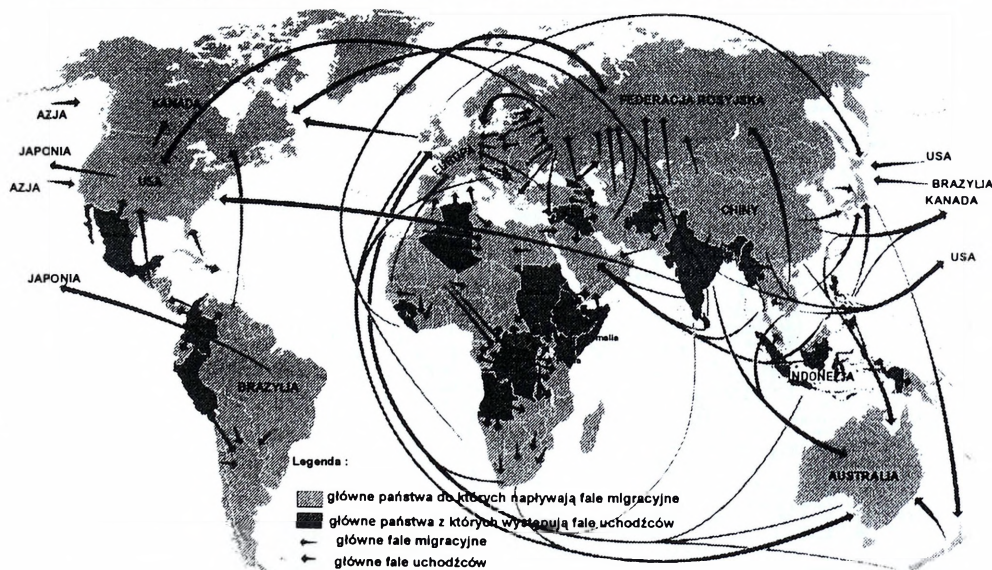 KANADA
AZJA
JAPONIA
AZJA
USA
JAPONIA
BRAZYLIA
EUROPA
FEDERACJA ROSYJSKA
CHINY
USA
BRAZYLIA
KANADA
USA
INDONEZJA
AUSTRALIA
Legenda :
główne państwa do których napływają fale migracyjne
główne państwa z których występują fale uchodźców
główne fale migracyjne
główne fale uchodźców